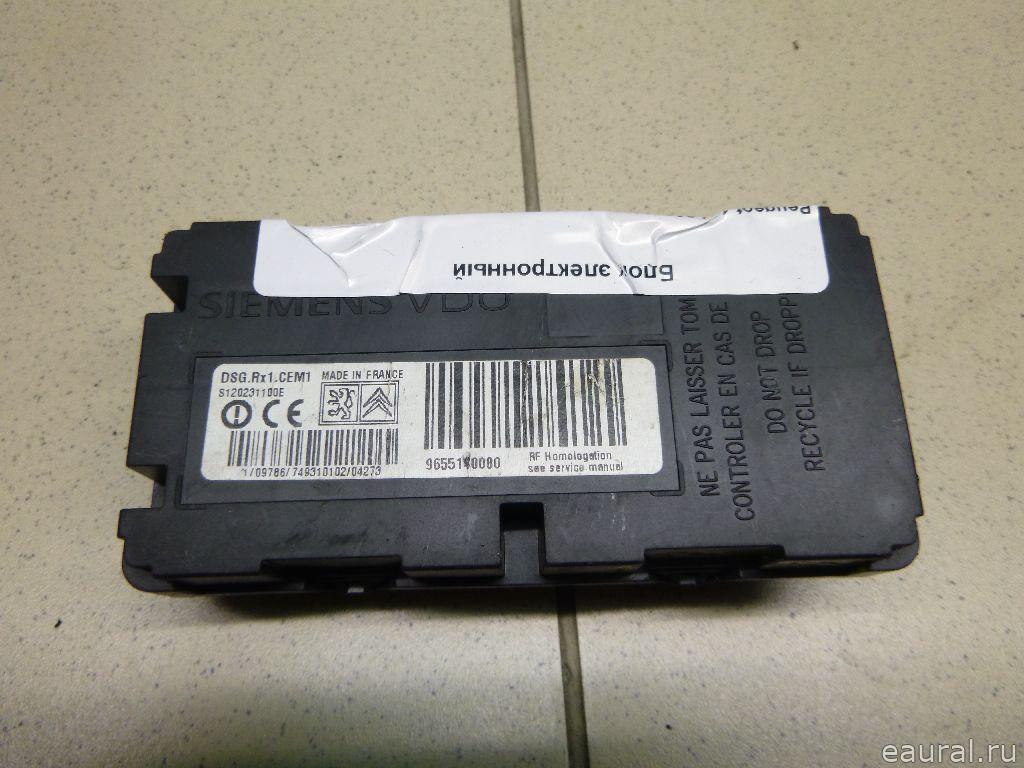 Peugeot
Блок электронный
SIEMENS VDO
DSG.Rx1.CEM1 MADE IN FRANCE
S120231100E
CE
1/09786/749310102/04273
9655140080
RF Homologation
see service manual
NE PAS LAISSER TOM
CONTROLER EN CAS DE
DO NOT DROP
RECYCLE IF DROPP
eaural.ru